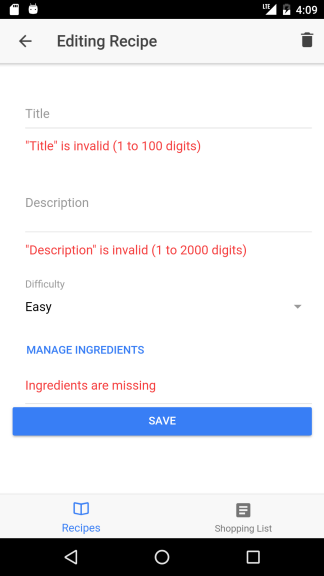 LTE
4:09
Editing Recipe
Title
"Title" is invalid (1 to 100 digits)
Description
"Description" is invalid (1 to 2000 digits)
Difficulty
Easy
MANAGE INGREDIENTS
Ingredients are missing
SAVE
Recipes
Shopping List